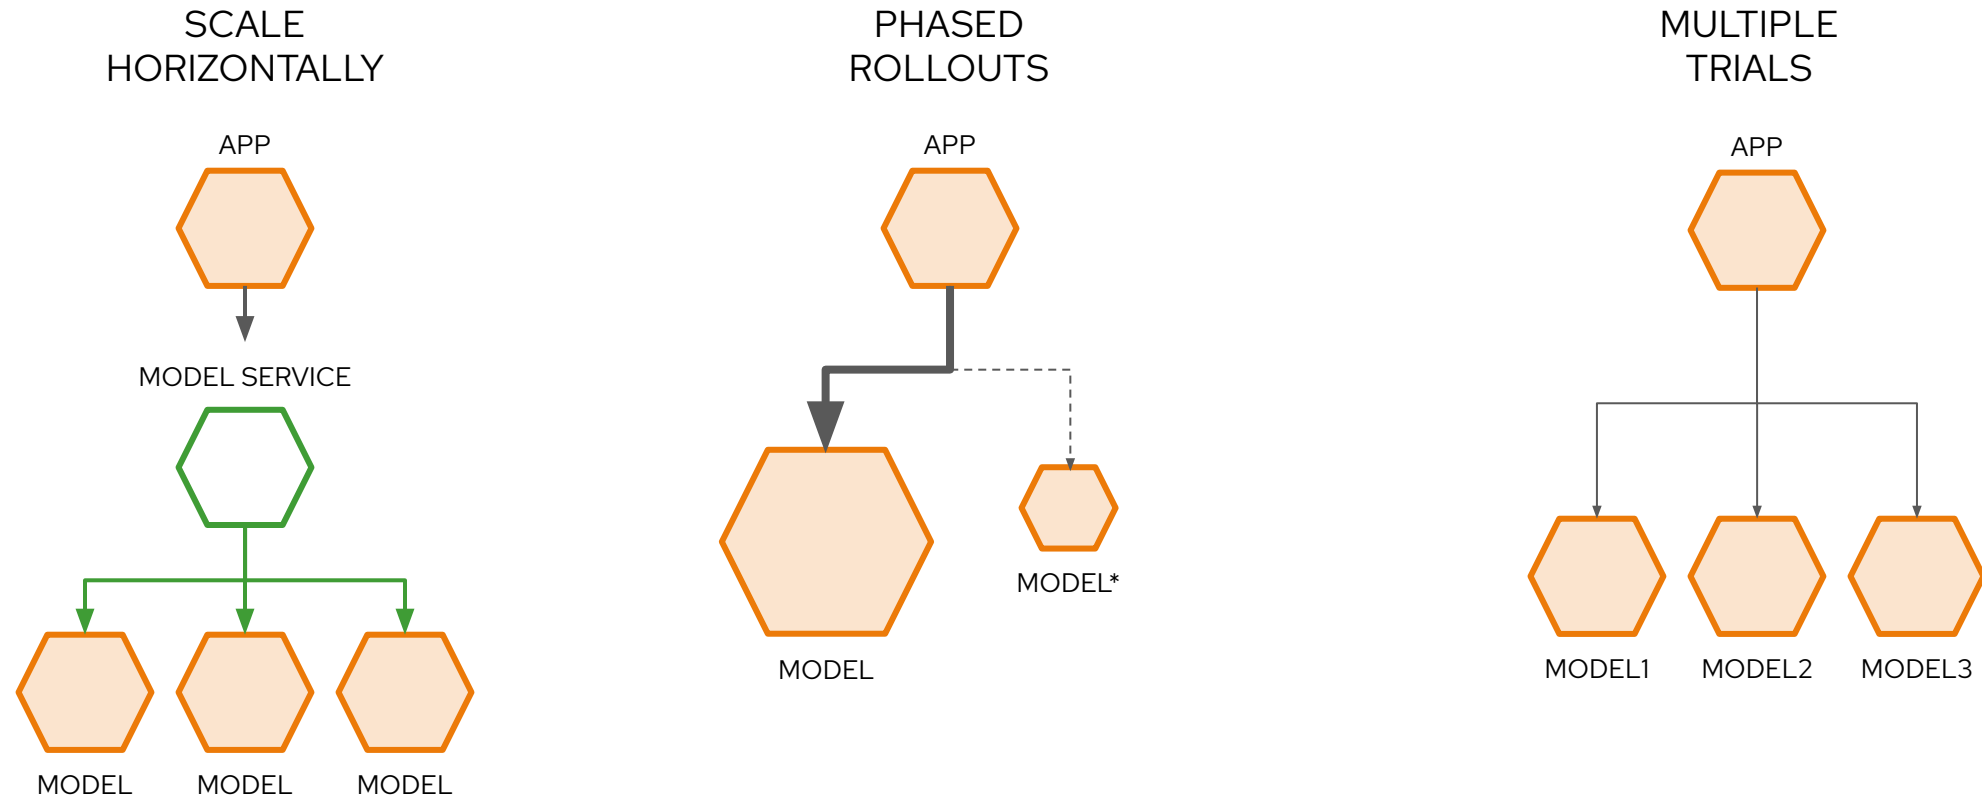 SCALE
HORIZONTALLY
APP
MODEL SERVICE
MODEL
MODEL
MODEL
PHASED
ROLLOUTS
APP
MODEL*
MODEL
MULTIPLE
TRIALS
APP
MODEL1
MODEL2
MODEL3